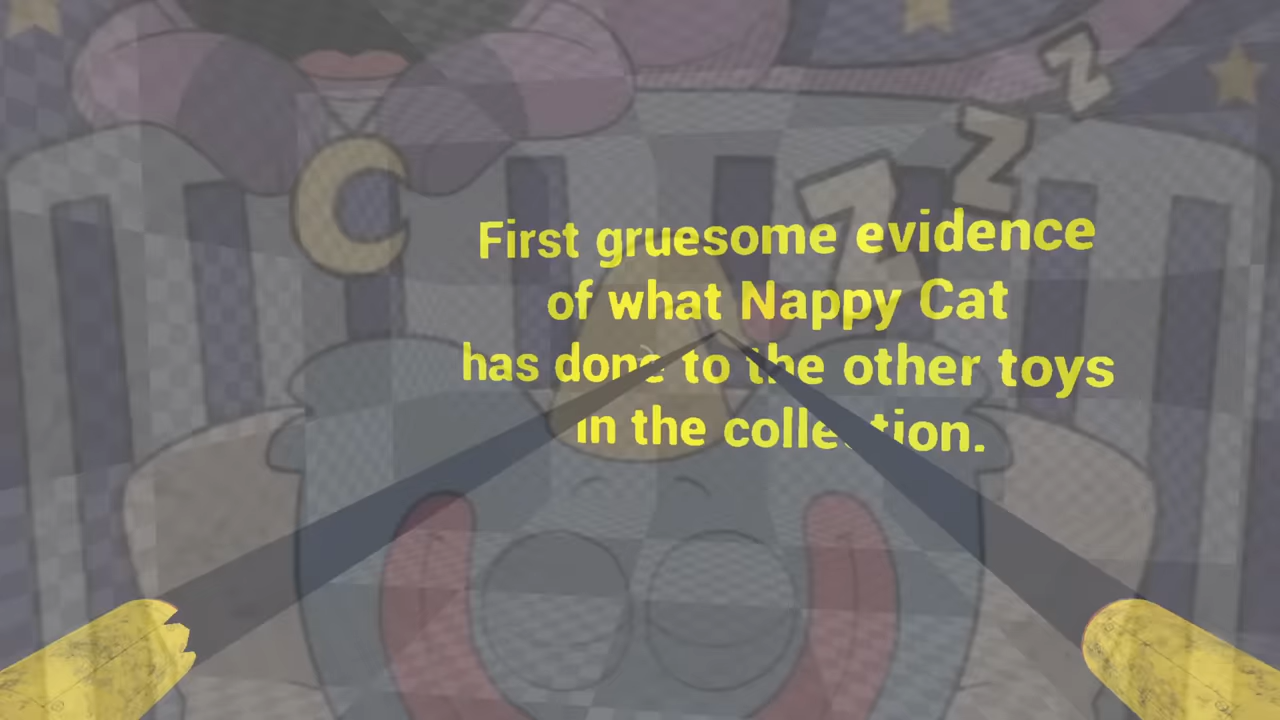 Z
Z
Z
First gruesome evidence
of what Nappy Cat
has done to the other toys
in the collection.